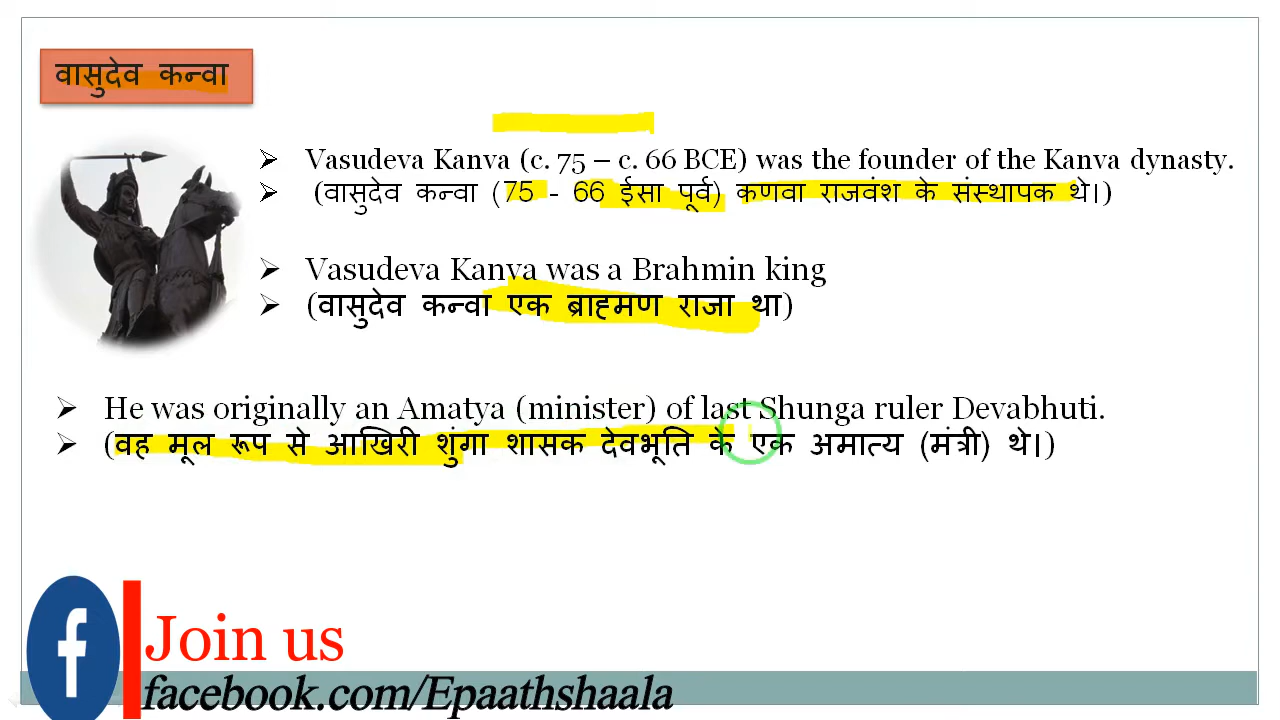 वासुदेव कन्वा
➢ Vasudeva Kanva (c. 75 – c. 66 BCE) was the founder of the Kanva dynasty.
➢ (वासुदेव कन्वा (75 - 66 ईसा पूर्व) कणवा राजवंश के संस्थापक थे।)
➢ Vasudeva Kanva was a Brahmin king
➢ (वासुदेव कन्वा एक ब्राह्मण राजा था)
➢ He was originally an Amatya (minister) of last Shunga ruler Devabhuti.
➢ (वह मूल रूप से आखिरी शुंगा शासक देवभूति के एक अमात्य (मंत्री) थे।)
f Join us
facebook.com/Epaathshaala